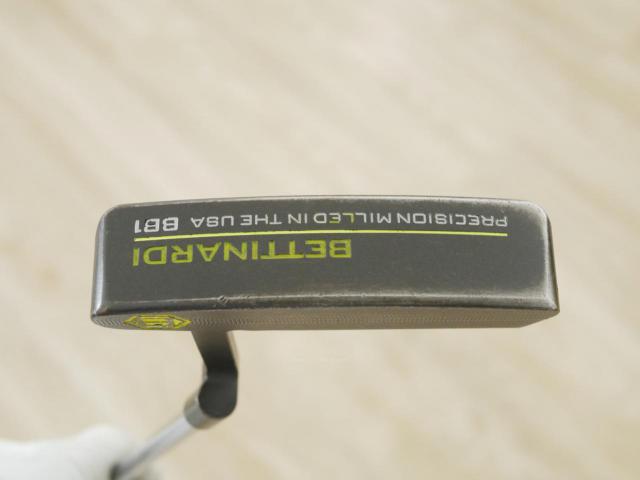 BETTINARDI
PRECISION MILLED IN THE USA BB1